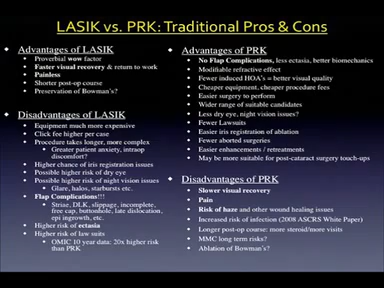 LASIK vs. PRK: Traditional Pros & Cons
Advantages of LASIK
Proverbial wow factor
Faster visual recovery & return to work
Painless
Shorter post-op course
Preservation of Bowman's?
Disadvantages of LASIK
Equipment much more expensive
Click fee higher per case
Procedure takes longer, more complex
Greater patient anxiety, intraop
discomfort?
Higher chance of iris registration issues
Possible higher risk of dry eye
Possible higher risk of night vision issues
Glare, halos, starbursts etc.
Flap Complications!!!
Striae, DLK, slippage, incomplete,
free cap, buttonhole, late dislocation,
epi ingrowth, etc.
Higher risk of ectasia
Higher risk of law suits
OMIC 10 year data: 20x higher risk
than PRK
Advantages of PRK
No Flap Complications, less ectasia, better biomechanics
Modifiable refractive effect
Fewer induced HOA's = better visual quality
Cheaper equipment, cheaper procedure fees
Easier surgery to perform
Wider range of suitable candidates
Less dry eye, night vision issues?
Fewer Lawsuits
Easier iris registration of ablation
Fewer aborted surgeries
Easier enhancements / retreatments
May be more suitable for post-cataract surgery touch-ups
Disadvantages of PRK
Slower visual recovery
Pain
Risk of haze and other wound healing issues
Increased risk of infection (2008 ASCRS White Paper)
Longer post-op course: more steroid/more visits
MMC long term risks?
Ablation of Bowman's?